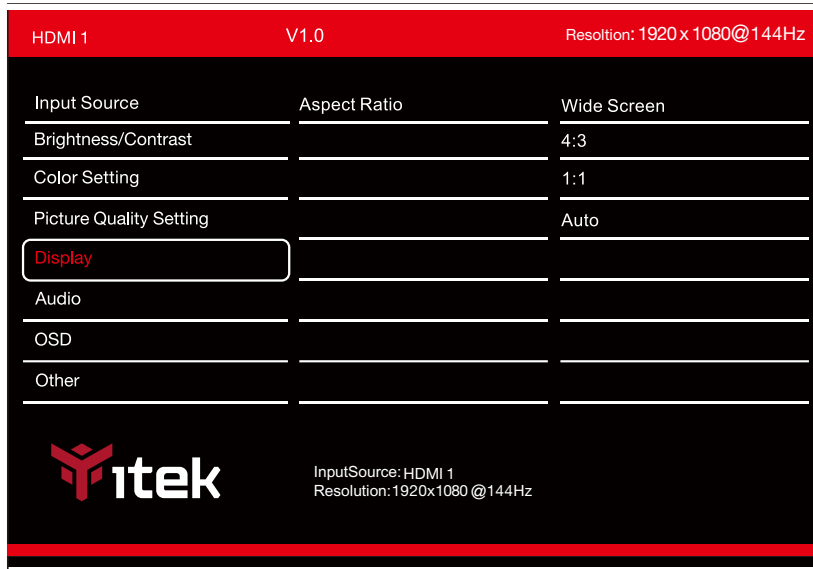 HDMI 1 V1.0 Resoltion: 1920 x 1080@144Hz
Input Source Aspect Ratio Wide Screen
Brightness/Contrast 4:3
Color Setting 1:1
Picture Quality Setting Auto
Display
Audio
OSD
Other
Yitek
InputSource: HDMI 1
Resolution: 1920x1080 @144Hz